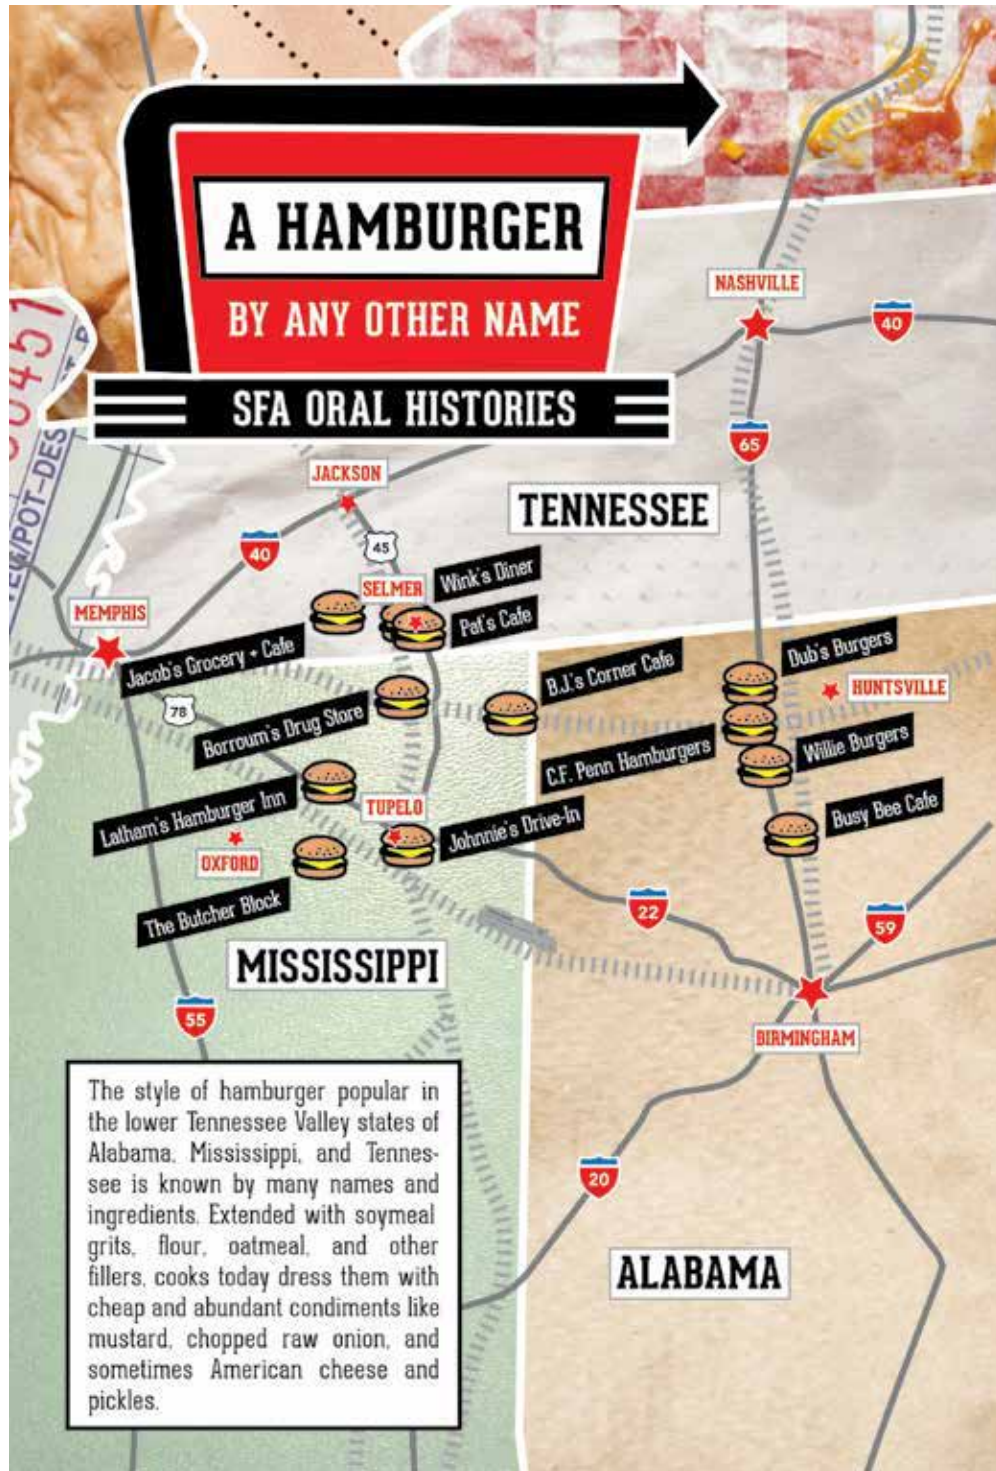 A HAMBURGER
BY ANY OTHER NAME
SFA ORAL HISTORIES
00451
EG/POT-DES
NASHVILLE
40
65
JACKSON
TENNESSEE
40
45
SELMER
Wink's Diner
Pat's Cafe
MEMPHIS
Jacob's Grocery + Cafe
78
Borroum's Drug Store
B.J.'s Corner Cafe
Dub's Burgers
HUNTSVILLE
C.F. Penn Hamburgers
Willie Burgers
Latham's Hamburger Inn
TUPELO
Johnnie's Drive-In
Busy Bee Cafe
OXFORD
The Butcher Block
22
59
MISSISSIPPI
55
BIRMINGHAM
20
ALABAMA
The style of hamburger popular in
the lower Tennessee Valley states of
Alabama, Mississippi, and Tennes-
see is known by many names and
ingredients. Extended with soymeal
grits, flour, oatmeal, and other
fillers, cooks today dress them with
cheap and abundant condiments like
mustard, chopped raw onion, and
sometimes American cheese and
pickles.